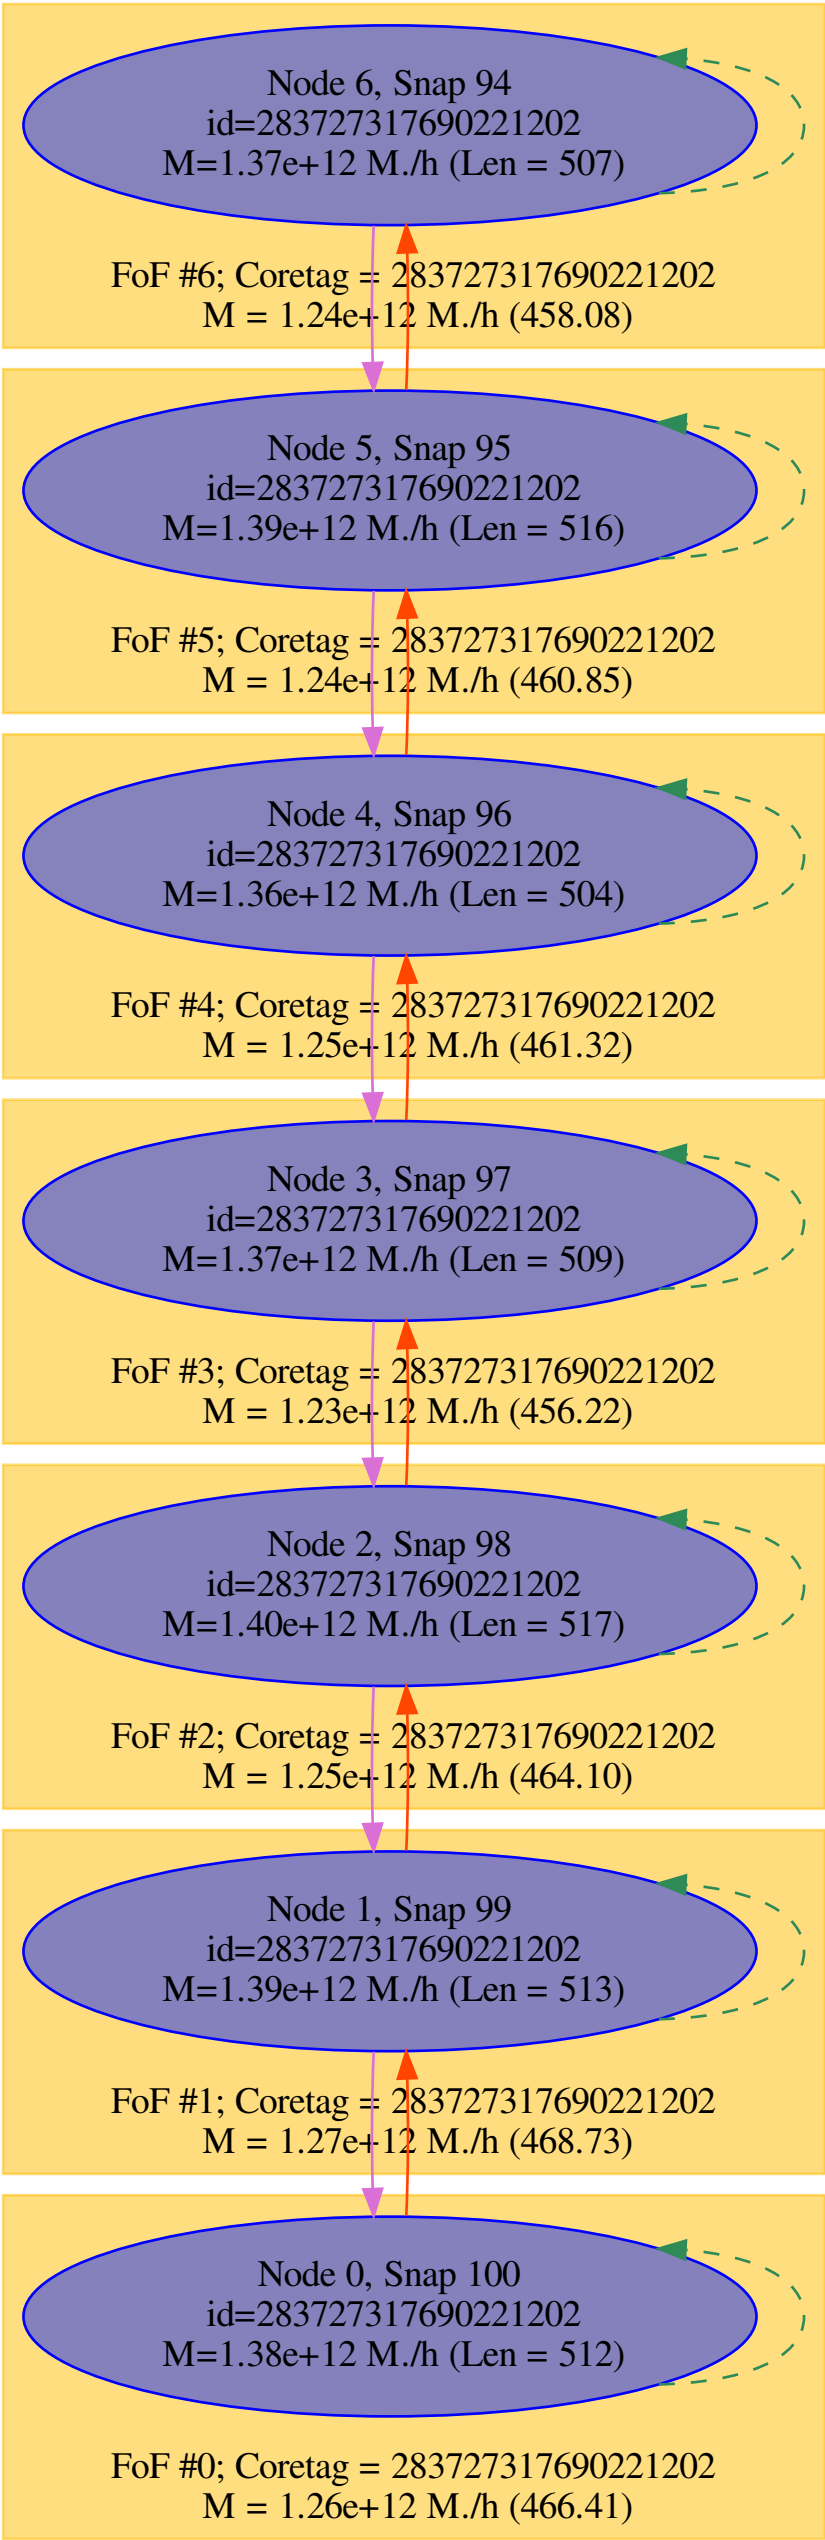 Node 6, Snap 94
id=283727317690221202
M=1.37e+12 M./h (Len = 507)
FoF #6; Coretag = 283727317690221202
M = 1.24e+12 M./h (458.08)
Node 5, Snap 95
id=283727317690221202
M=1.39e+12 M./h (Len = 516)
FoF #5; Coretag = 283727317690221202
M = 1.24e+12 M./h (460.85)
Node 4, Snap 96
id=283727317690221202
M=1.36e+12 M./h (Len = 504)
FoF #4; Coretag = 283727317690221202
M = 1.25e+12 M./h (461.32)
Node 3, Snap 97
id=283727317690221202
M=1.37e+12 M./h (Len = 509)
FoF #3; Coretag = 283727317690221202
M = 1.23e+12 M./h (456.22)
Node 2, Snap 98
id=283727317690221202
M=1.40e+12 M./h (Len = 517)
FoF #2; Coretag = 283727317690221202
M = 1.25e+12 M./h (464.10)
Node 1, Snap 99
id=283727317690221202
M=1.39e+12 M./h (Len = 513)
FoF #1; Coretag = 283727317690221202
M = 1.27e+12 M./h (468.73)
Node 0, Snap 100
id=283727317690221202
M=1.38e+12 M./h (Len = 512)
FoF #0; Coretag = 283727317690221202
M = 1.26e+12 M./h (466.41)